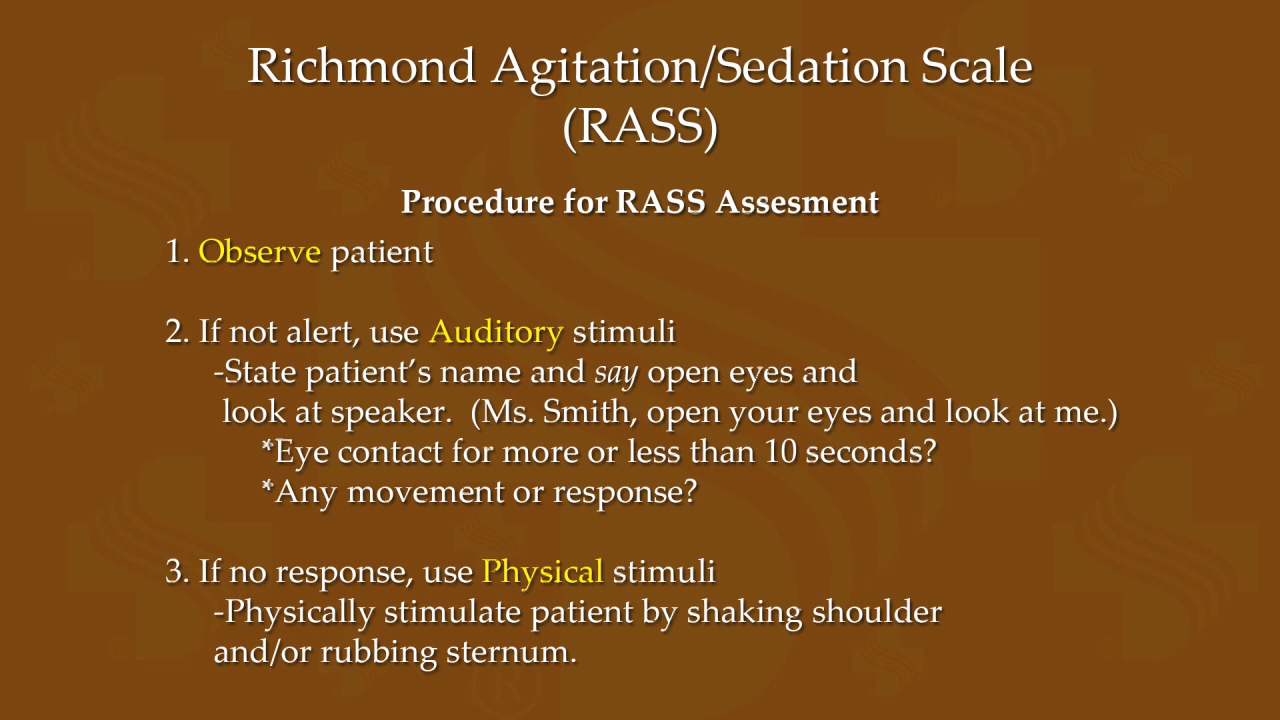 Richmond Agitation/Sedation Scale
(RASS)
Procedure for RASS Assesment
1. Observe patient
2. If not alert, use Auditory stimuli
-State patient’s name and say open eyes and
look at speaker. (Ms. Smith, open your eyes and look at me.)
*Eye contact for more or less than 10 seconds?
*Any movement or response?
3. If no response, use Physical stimuli
-Physically stimulate patient by shaking shoulder
and/or rubbing sternum.
®